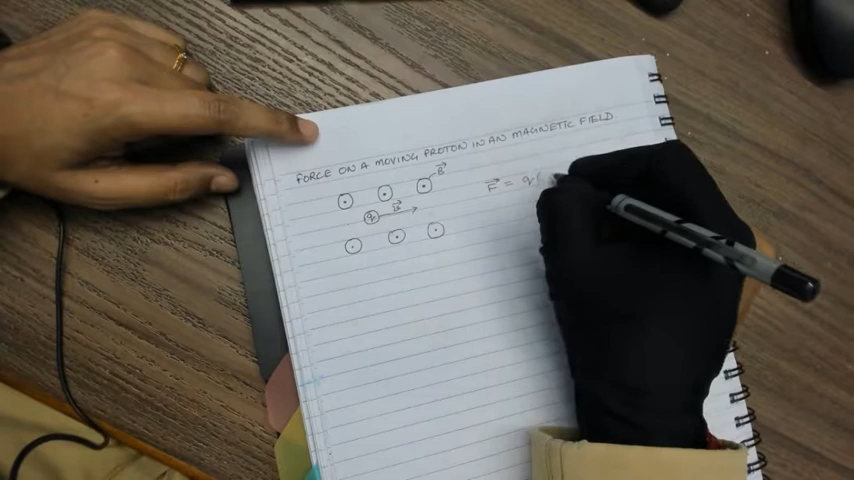 FORCE ON A MOVING PROTON IN AN MAGNETIC FIELD
B⃗
q
F⃗ = q(